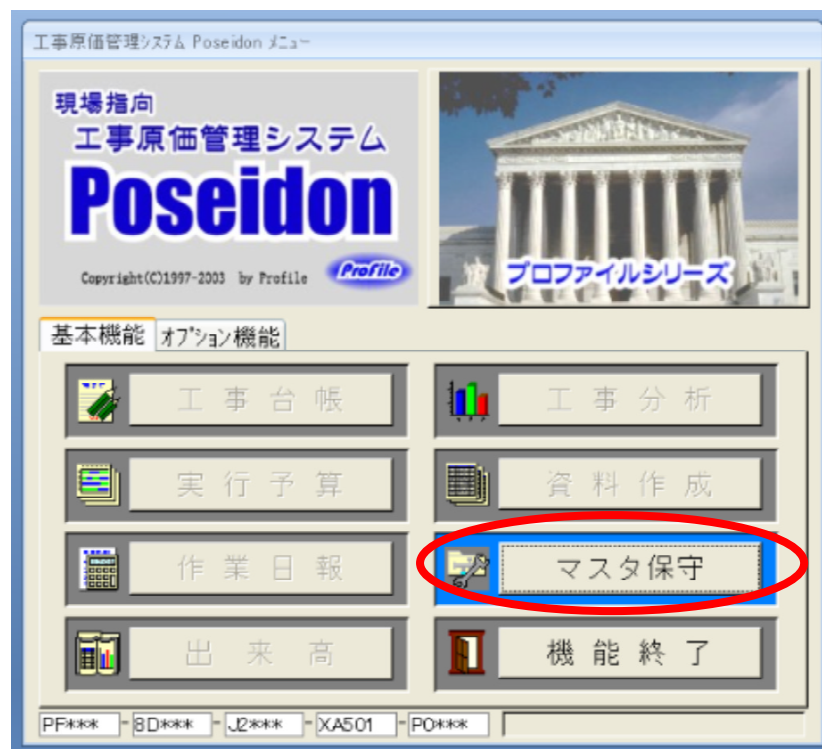 工事原価管理システム Poseidon メニュー
現場指向
工事原価管理システム
Poseidon
Copyright(C)1997-2003 by Profile
Profile
プロファイルシリーズ
基本機能 オプション機能
工事台帳 工事分析
実行予算 資料作成
作業日報 マスタ保守
出来高 機能終了
PF*** - 8D*** - J2*** - XA501 - P0***